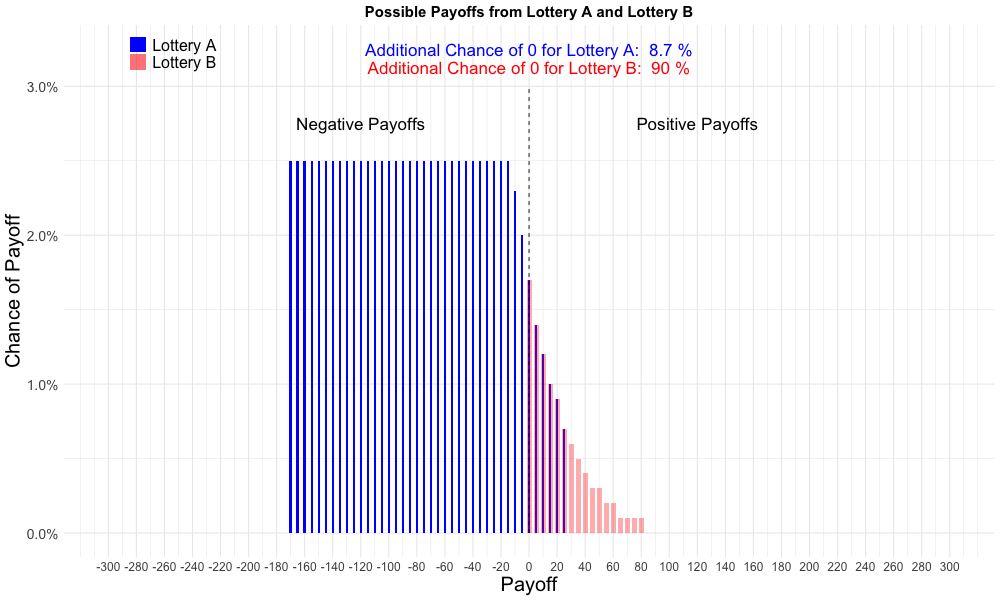 Possible Payoffs from Lottery A and Lottery B
Lottery A
Lottery B
Additional Chance of 0 for Lottery A:  8.7 %
Additional Chance of 0 for Lottery B:  90 %
Negative Payoffs
Positive Payoffs
Chance of Payoff
3.0%
2.0%
1.0%
0.0%
-300 -280 -260 -240 -220 -200 -180 -160 -140 -120 -100 -80 -60 -40 -20 0 20 40 60 80 100 120 140 160 180 200 220 240 260 280 300
Payoff